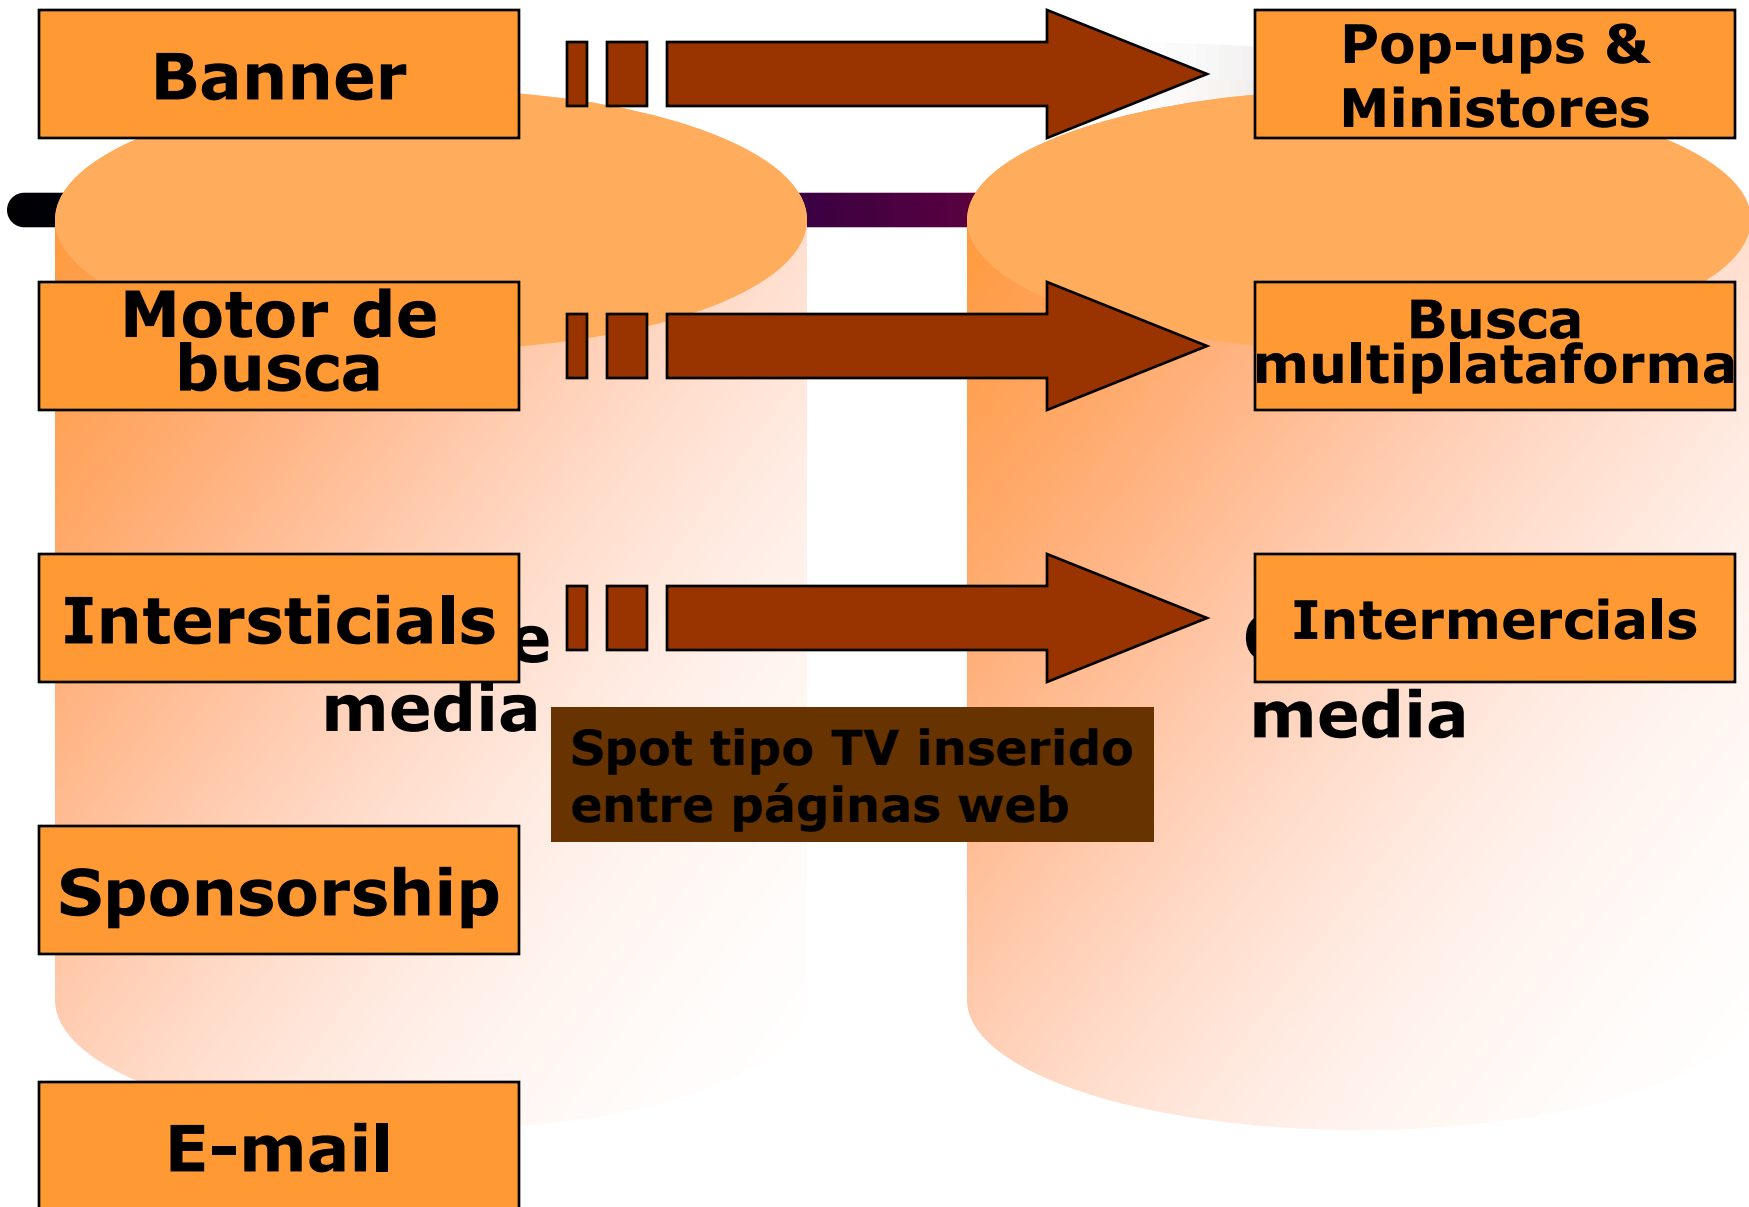 Banner
Pop-ups &
Ministores
Motor de
busca
Busca
multiplataforma
Intersticials
Intermercials
media
media
Spot tipo TV inserido
entre páginas web
Sponsorship
E-mail